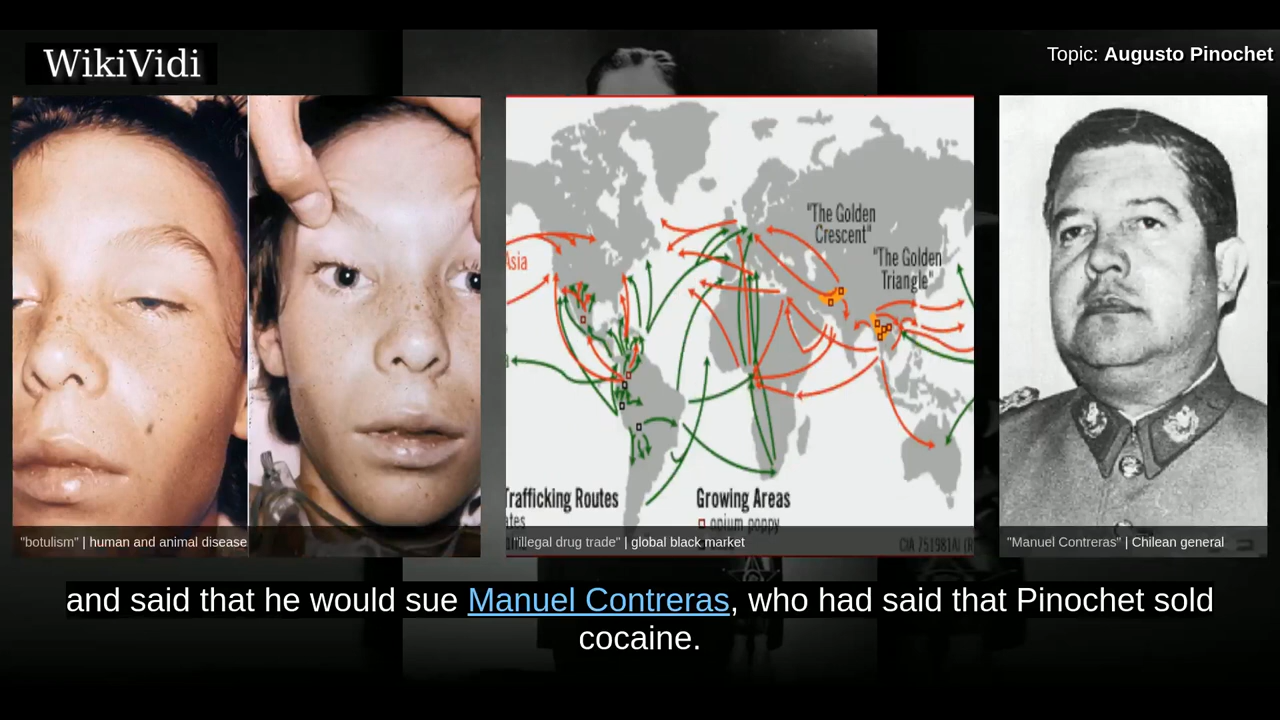 WikiVidi
Topic: Augusto Pinochet
"The Golden
Crescent"
"The Golden
Triangle"
Asia
Trafficking Routes
Growing Areas
opium poppy
"botulism" | human and animal disease
"illegal drug trade" | global black market
"Manuel Contreras" | Chilean general
and said that he would sue Manuel Contreras, who had said that Pinochet sold
cocaine.